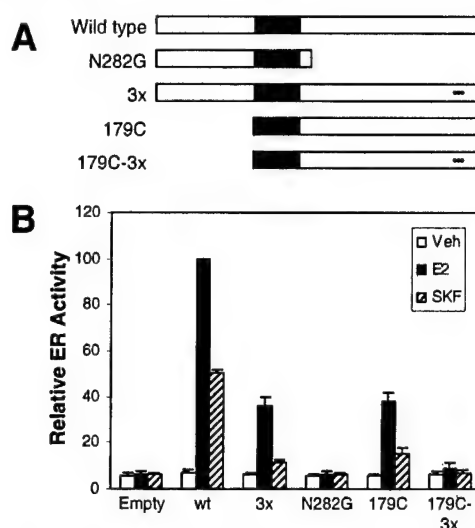 A
Wild type
N282G
3x
179C
179C-3x
B
Relative ER Activity
120
100
80
60
40
20
0
Veh
E2
SKF
Empty
wt
3x
N282G
179C
179C-
3x